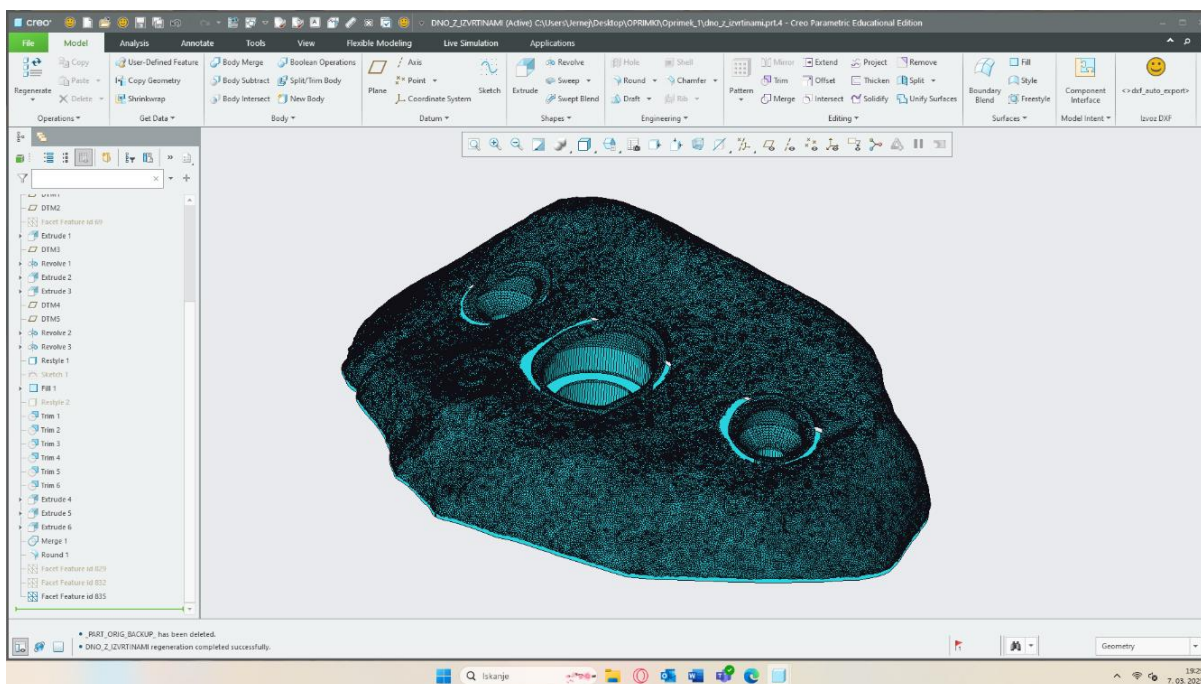 creo DNO_Z_IZVRTINAMI (Active) C:\Users\Jernej\Desktop\OPRIMKI\Oprimek_1\dno_z_izvrtinami.prt.4 - Creo Parametric Educational Edition
File Model Analysis Annotate Tools View Flexible Modeling Live Simulation Applications
Copy User-Defined Feature Body Merge Boolean Operations Axis Revolve Hole Shell Mirror Extend Project Remove Fill
Paste Copy Geometry Body Subtract Split/Trim Body Point Sweep Round Chamfer Trim Offset Thicken Split Style
Regenerate Delete Shrinkwrap Body Intersect New Body Plane Coordinate System Sketch Extrude Swept Blend Draft Rib Pattern Merge Intersect Solidify Unify Surfaces Boundary Blend Freestyle Component Interface <>dxf_auto_export>
Operations Get Data Body Datum Shapes Engineering Editing Surfaces Model Intent Izvoz DXF
DTM1
DTM2
Facet Feature id 69
Extrude 1
DTM3
Revolve 1
Extrude 2
Extrude 3
DTM4
DTM5
Revolve 2
Revolve 3
Restyle 1
Sketch 1
Fill 1
Restyle 2
Trim 1
Trim 2
Trim 3
Trim 4
Trim 5
Trim 6
Extrude 4
Extrude 5
Extrude 6
Merge 1
Round 1
Facet Feature id 829
Facet Feature id 832
Facet Feature id 835
• _PART_ORIG_BACKUP_ has been deleted.
• DNO_Z_IZVRTINAMI regeneration completed successfully.
Geometry
Iskanje